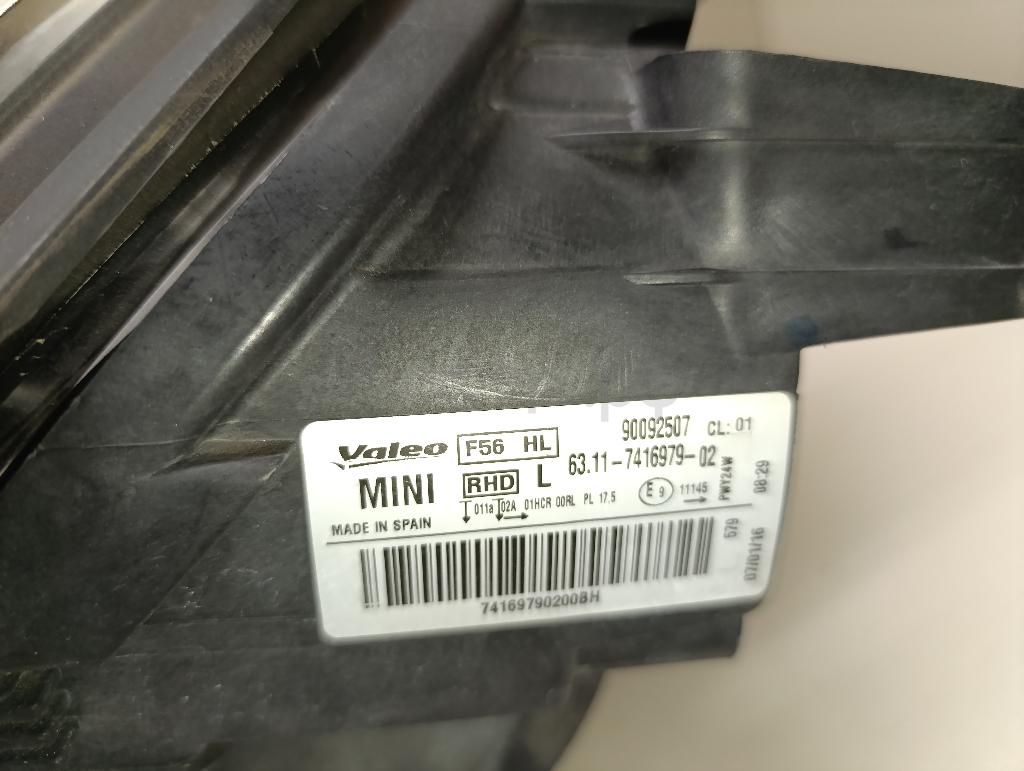 Valeo F56 HL 90092507 CL: 01
MINI RHD L 63.11-7416979-02
011a 02A 01HCR 00RL PL 17.5 E9 11145
MADE IN SPAIN
PWY24W 08:29
579 07/01/16
74169790200BH